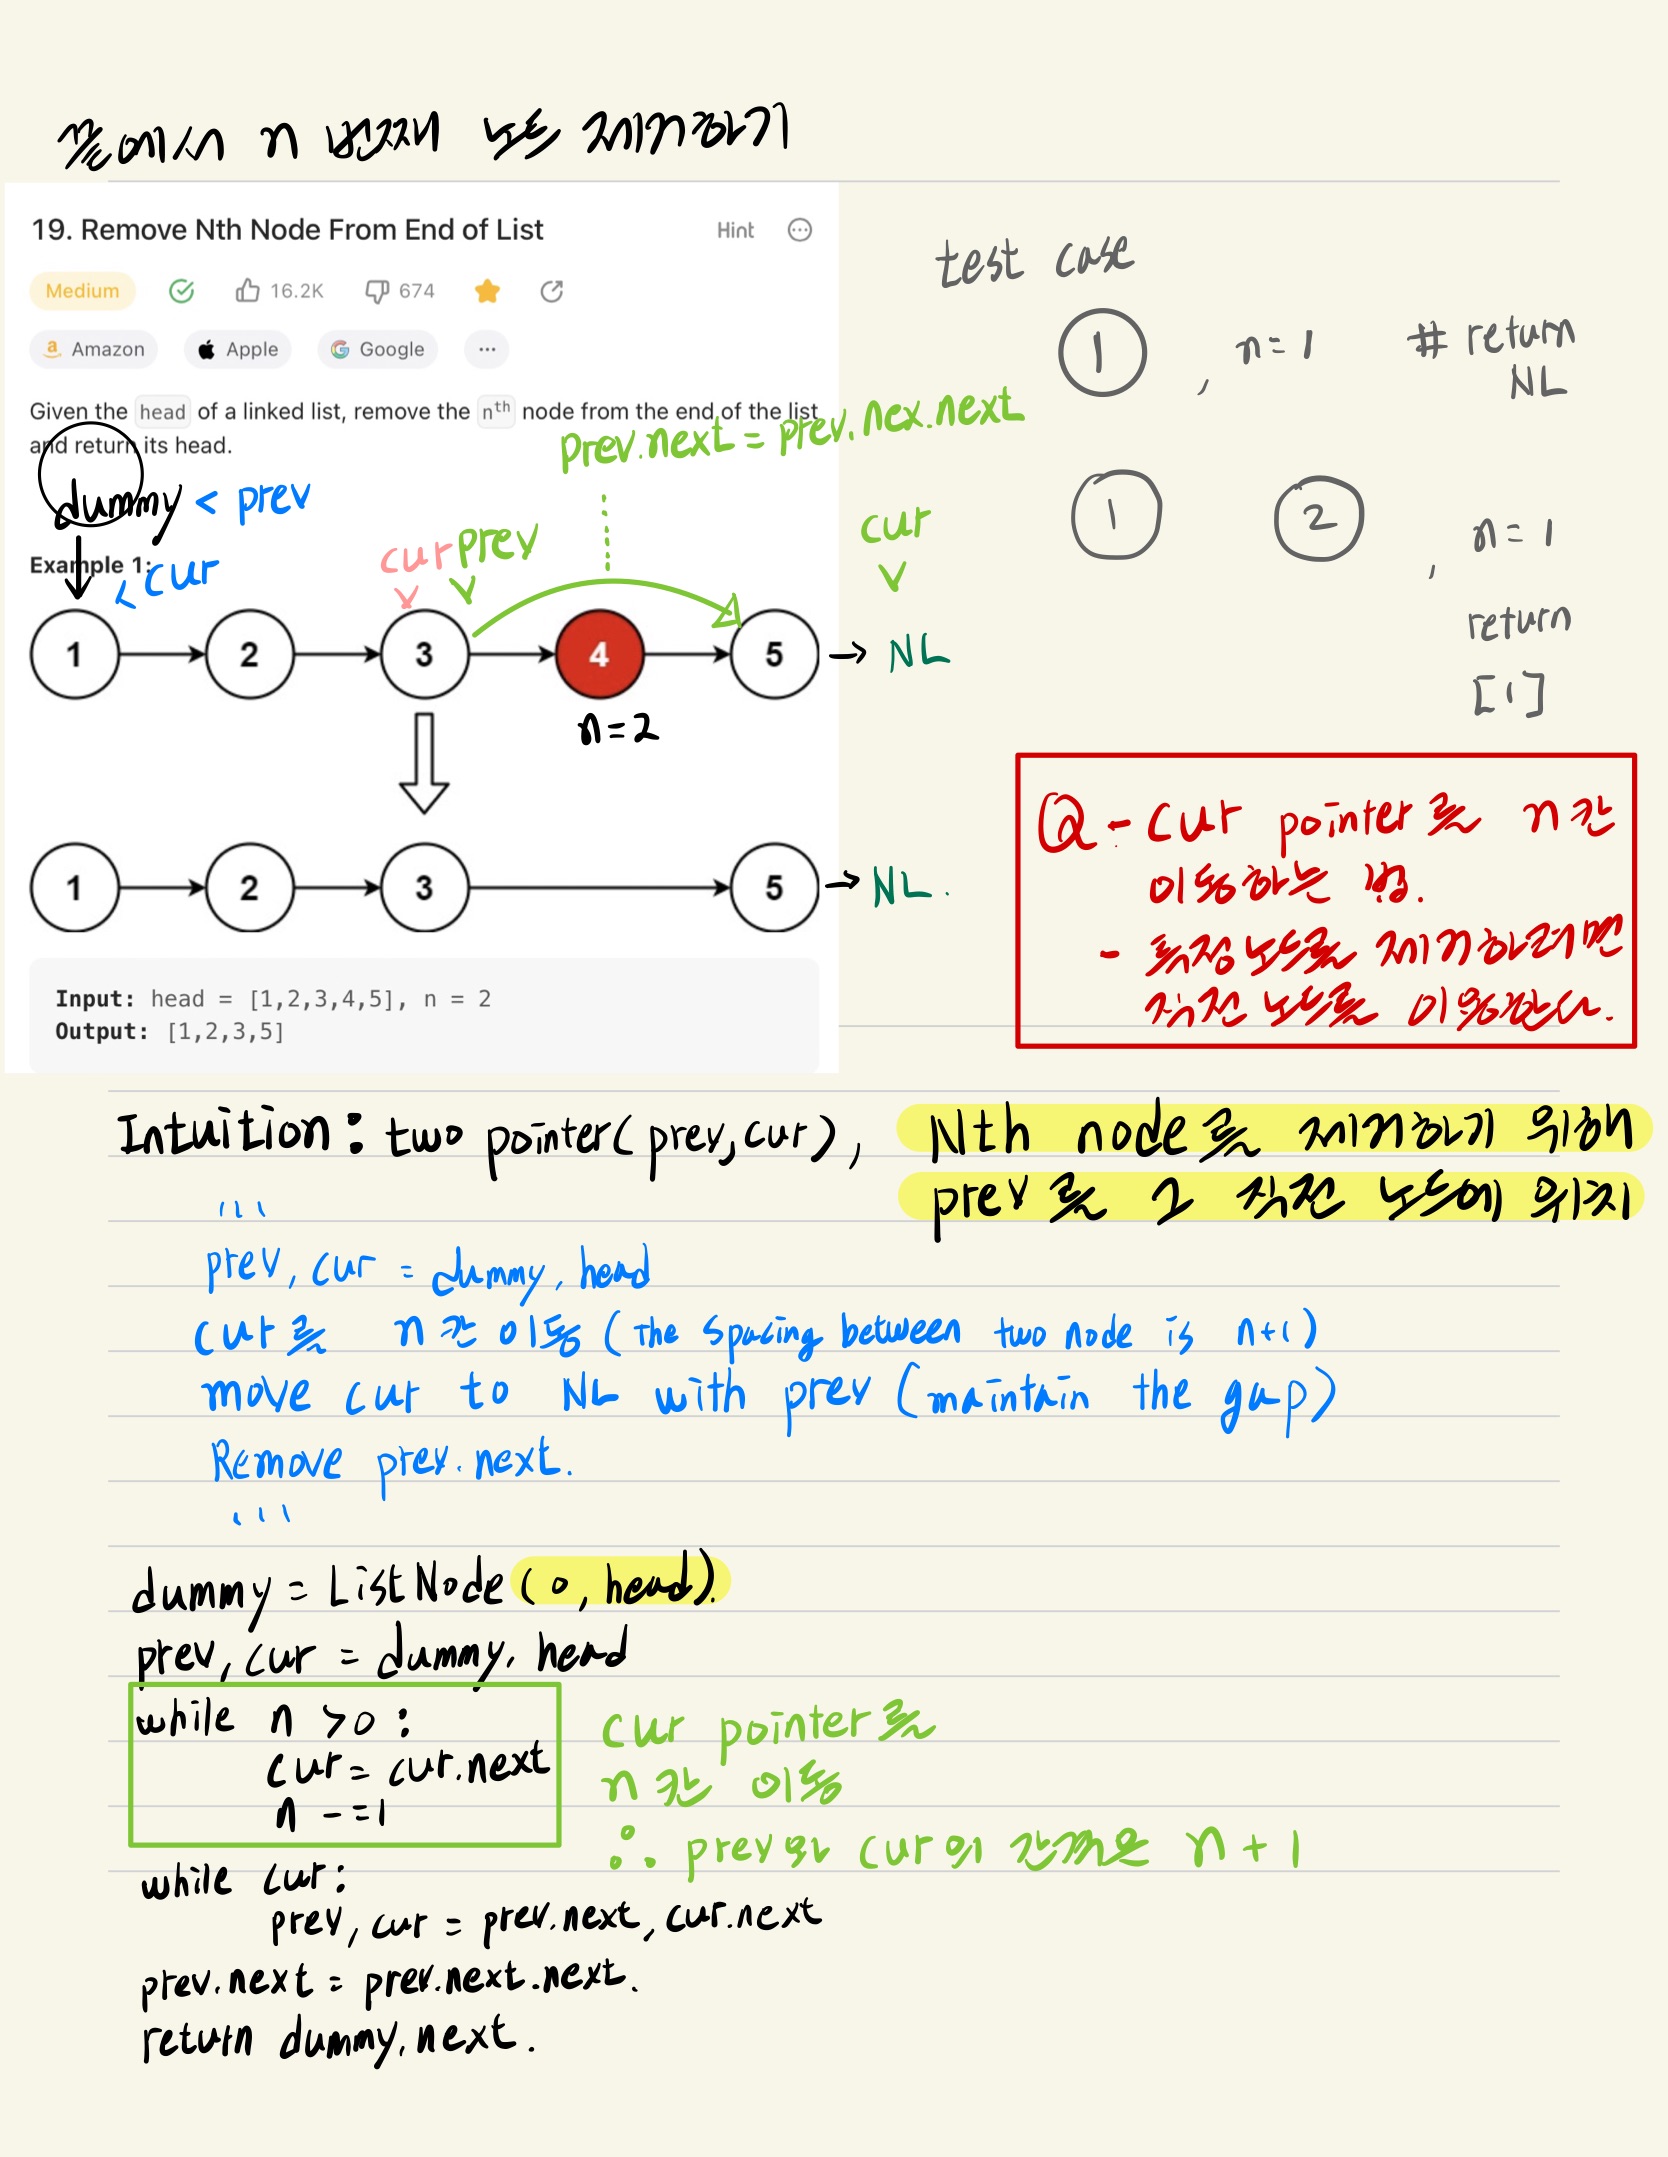 끝에서 n 번째 노드 제거하기
19. Remove Nth Node From End of List
Hint
Medium
16.2K
674
Amazon
Apple
Google
Given the head of a linked list, remove the nth node from the end of the list
and return its head.
prev.next = prev.nex.next
dummy < prev
Example 1:
< cur
cur prev
cur
1 2 3 4 5 → NL
n=2
1 2 3 5 → NL.
Input: head = [1,2,3,4,5], n = 2
Output: [1,2,3,5]
test case
1 , n=1 # return
NL
1 2 , n=1
return
[1]
Q - cur pointer를 n칸
이동하는 법.
- 특정노드를 제거하려면
직전 노드를 이용한다.
Intuition: two pointer(prev,cur), Nth node를 제거하기 위해
prev를 그 직전 노드에 위치
'''
prev, cur = dummy, head
cur를 n칸 이동 (the spacing between two node is n+1)
move cur to NL with prev (maintain the gap)
Remove prev.next.
'''
dummy = ListNode (0, head).
prev, cur = dummy, head
while n >0 :
cur = cur.next
n -=1
cur pointer를
n칸 이동
∴ prev와 cur의 간격은 n+1
while cur:
prev, cur = prev.next, cur.next
prev.next = prev.next.next.
return dummy.next.